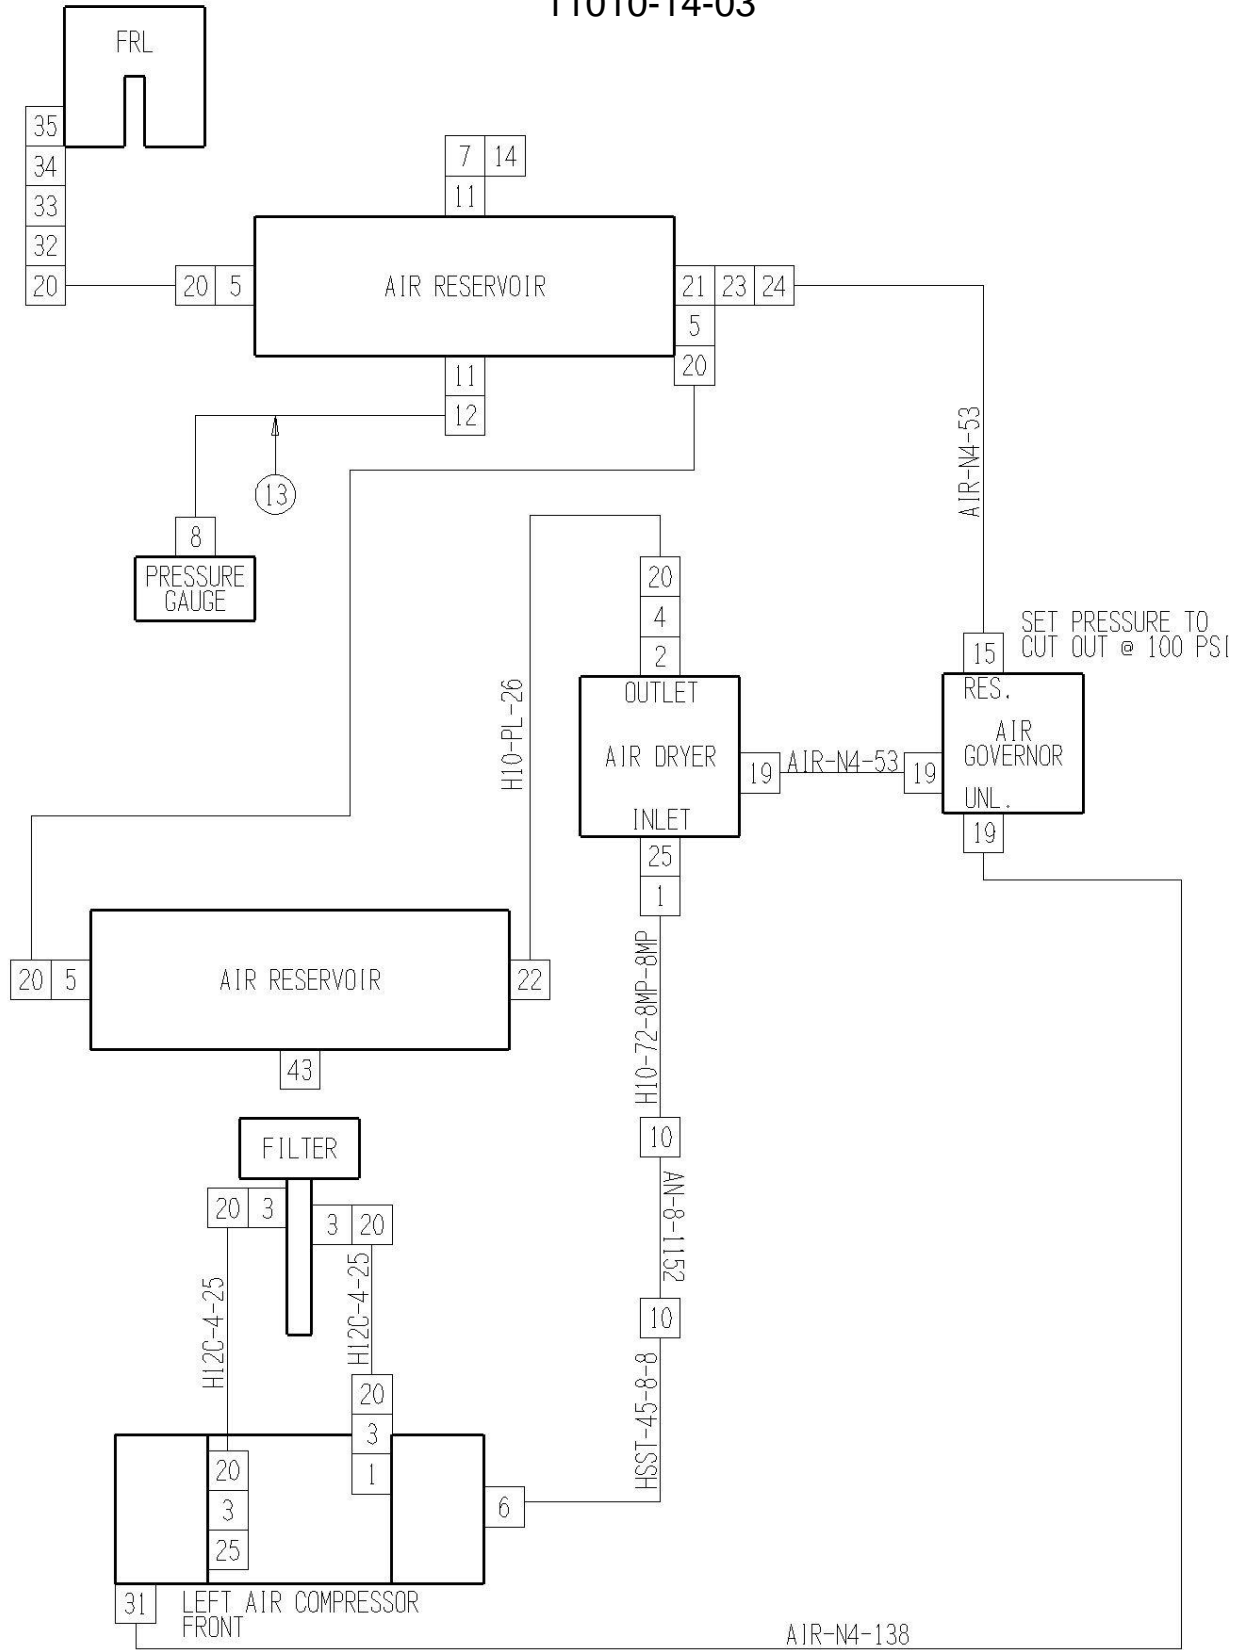 11010-14-03
FRL
35
34
33
32
20
7 14
11
20 5
AIR RESERVOIR
21 23 24
5
20
11
12
13
8
PRESSURE
GAUGE
AIR-N4-53
20
4
2
OUTLET
AIR DRYER
INLET
H10-PL-26
19
AIR-N4-53
19
SET PRESSURE TO
CUT OUT @ 100 PSI
15
RES.
AIR
GOVERNOR
UNL.
19
25
1
20 5
AIR RESERVOIR
22
43
H10-72-8MP-8MP
10
AN-8-1152
10
HSST-45-8-8
FILTER
20 3
3 20
H12C-4-25
H12C-4-25
20
3
1
20
3
25
6
31
LEFT AIR COMPRESSOR
FRONT
AIR-N4-138